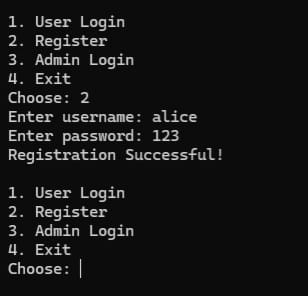 1. User Login
2. Register
3. Admin Login
4. Exit
Choose: 2
Enter username: alice
Enter password: 123
Registration Successful!
1. User Login
2. Register
3. Admin Login
4. Exit
Choose: